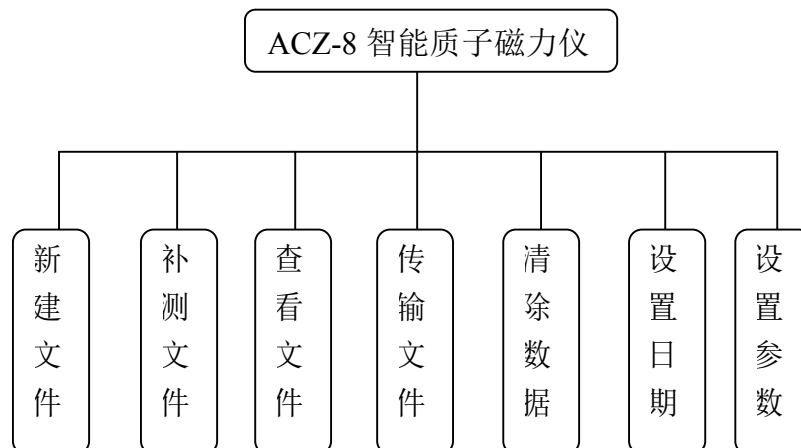 ACZ-8 智能质子磁力仪
新建文件
补测文件
查看文件
传输文件
清除数据
设置日期
设置参数